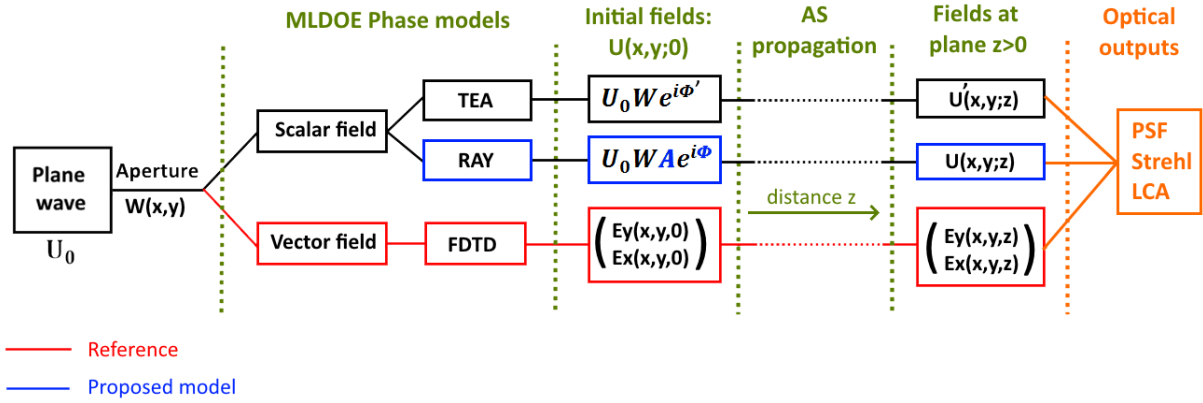 MLDOE Phase models
Initial fields:
U(x,y;0)
AS
propagation
Fields at
plane z>0
Optical
outputs
Plane
wave
U₀
Aperture
W(x,y)
Scalar field
TEA
U₀We^{iΦ′}
U′(x,y;z)
RAY
U₀WAe^{iΦ}
U(x,y;z)
Vector field
FDTD
Ey(x,y,0)
Ex(x,y,0)
distance z
Ey(x,y,z)
Ex(x,y,z)
PSF
Strehl
LCA
Reference
Proposed model